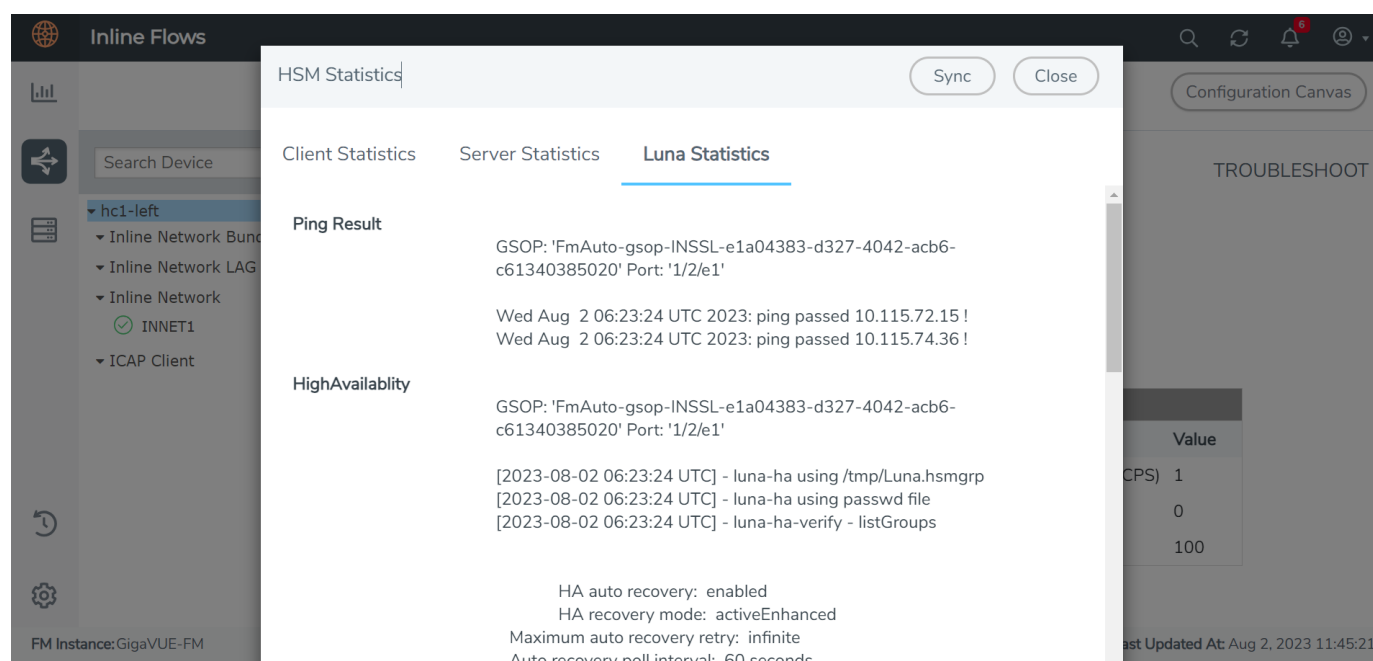 Inline Flows
6
HSM Statistics
Sync
Close
Configuration Canvas
Search Device
Client Statistics
Server Statistics
Luna Statistics
TROUBLESHOOT
hc1-left
Inline Network Bund
Inline Network LAG
Inline Network
INNET1
ICAP Client
Ping Result
GSOP: 'FmAuto-gsop-INSSL-e1a04383-d327-4042-acb6-
c61340385020' Port: '1/2/e1'
Wed Aug 2 06:23:24 UTC 2023: ping passed 10.115.72.15 !
Wed Aug 2 06:23:24 UTC 2023: ping passed 10.115.74.36 !
HighAvailablity
GSOP: 'FmAuto-gsop-INSSL-e1a04383-d327-4042-acb6-
c61340385020' Port: '1/2/e1'
[2023-08-02 06:23:24 UTC] - luna-ha using /tmp/Luna.hsmgrp
[2023-08-02 06:23:24 UTC] - luna-ha using passwd file
[2023-08-02 06:23:24 UTC] - luna-ha-verify - listGroups
HA auto recovery: enabled
HA recovery mode: activeEnhanced
Maximum auto recovery retry: infinite
Auto recovery poll interval: 60 seconds
Value
CPS) 1
0
100
FM Instance: GigaVUE-FM
ast Updated At: Aug 2, 2023 11:45:21